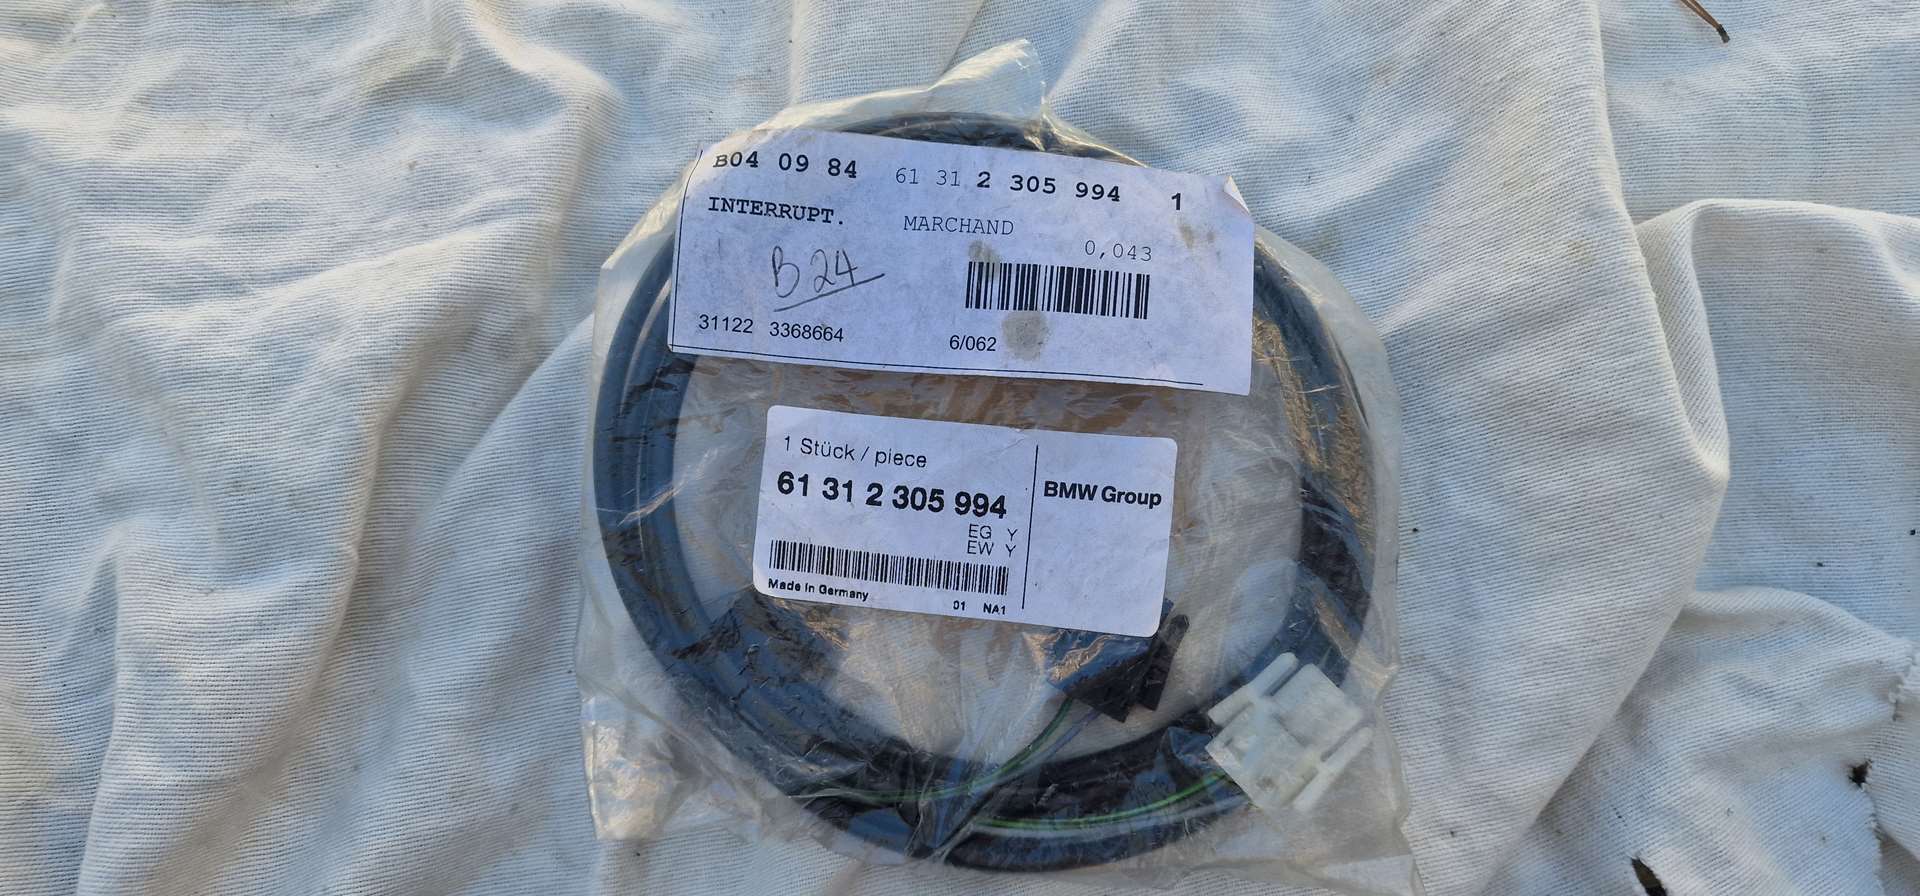 B04 09 84 61 31 2 305 994 1
INTERRUPT. MARCHAND
0,043
B24
31122 3368664 6/062
1 Stück / piece
61 31 2 305 994
EG Y
EW Y
Made in Germany 01 NA1
BMW Group